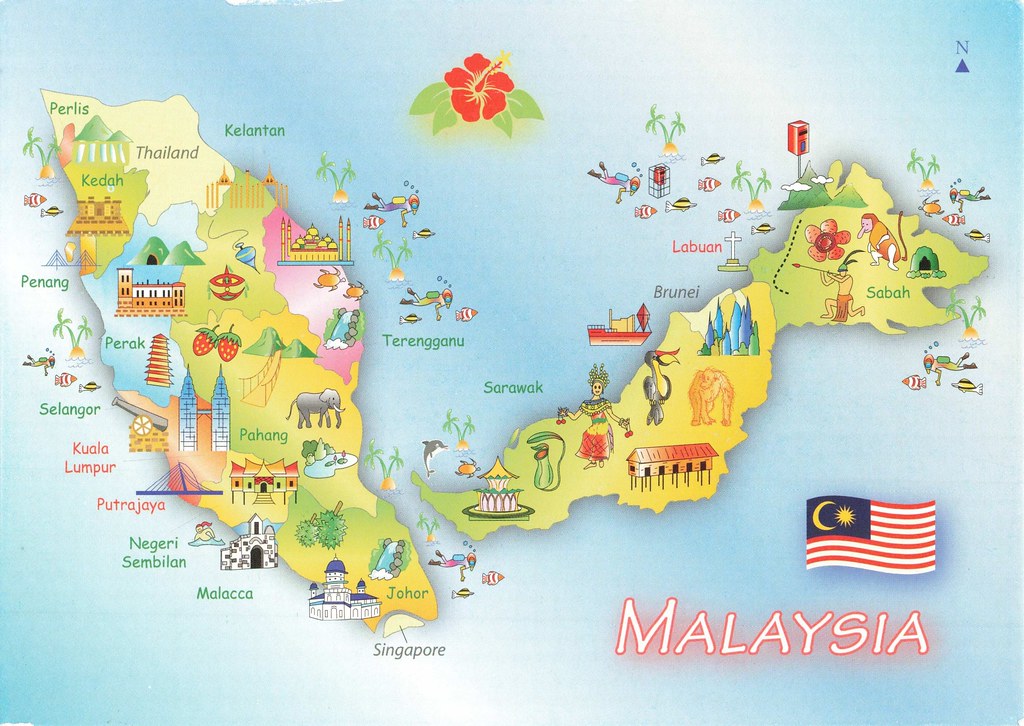 N
Perlis
Kelantan
Thailand
Kedah
Penang
Labuan
Brunei
Sabah
Perak
Terengganu
Sarawak
Selangor
Pahang
Kuala
Lumpur
Putrajaya
Negeri
Sembilan
Malacca
Johor
Singapore
MALAYSIA